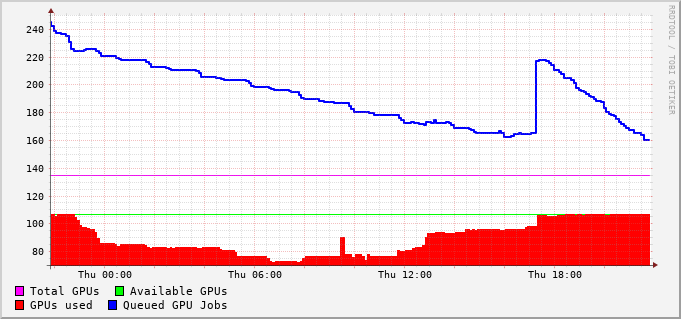 240
220
200
180
160
140
120
100
80
Thu 00:00 Thu 06:00 Thu 12:00 Thu 18:00
Total GPUs Available GPUs
GPUs used Queued GPU Jobs
RRDTOOL / TOBI OETIKER